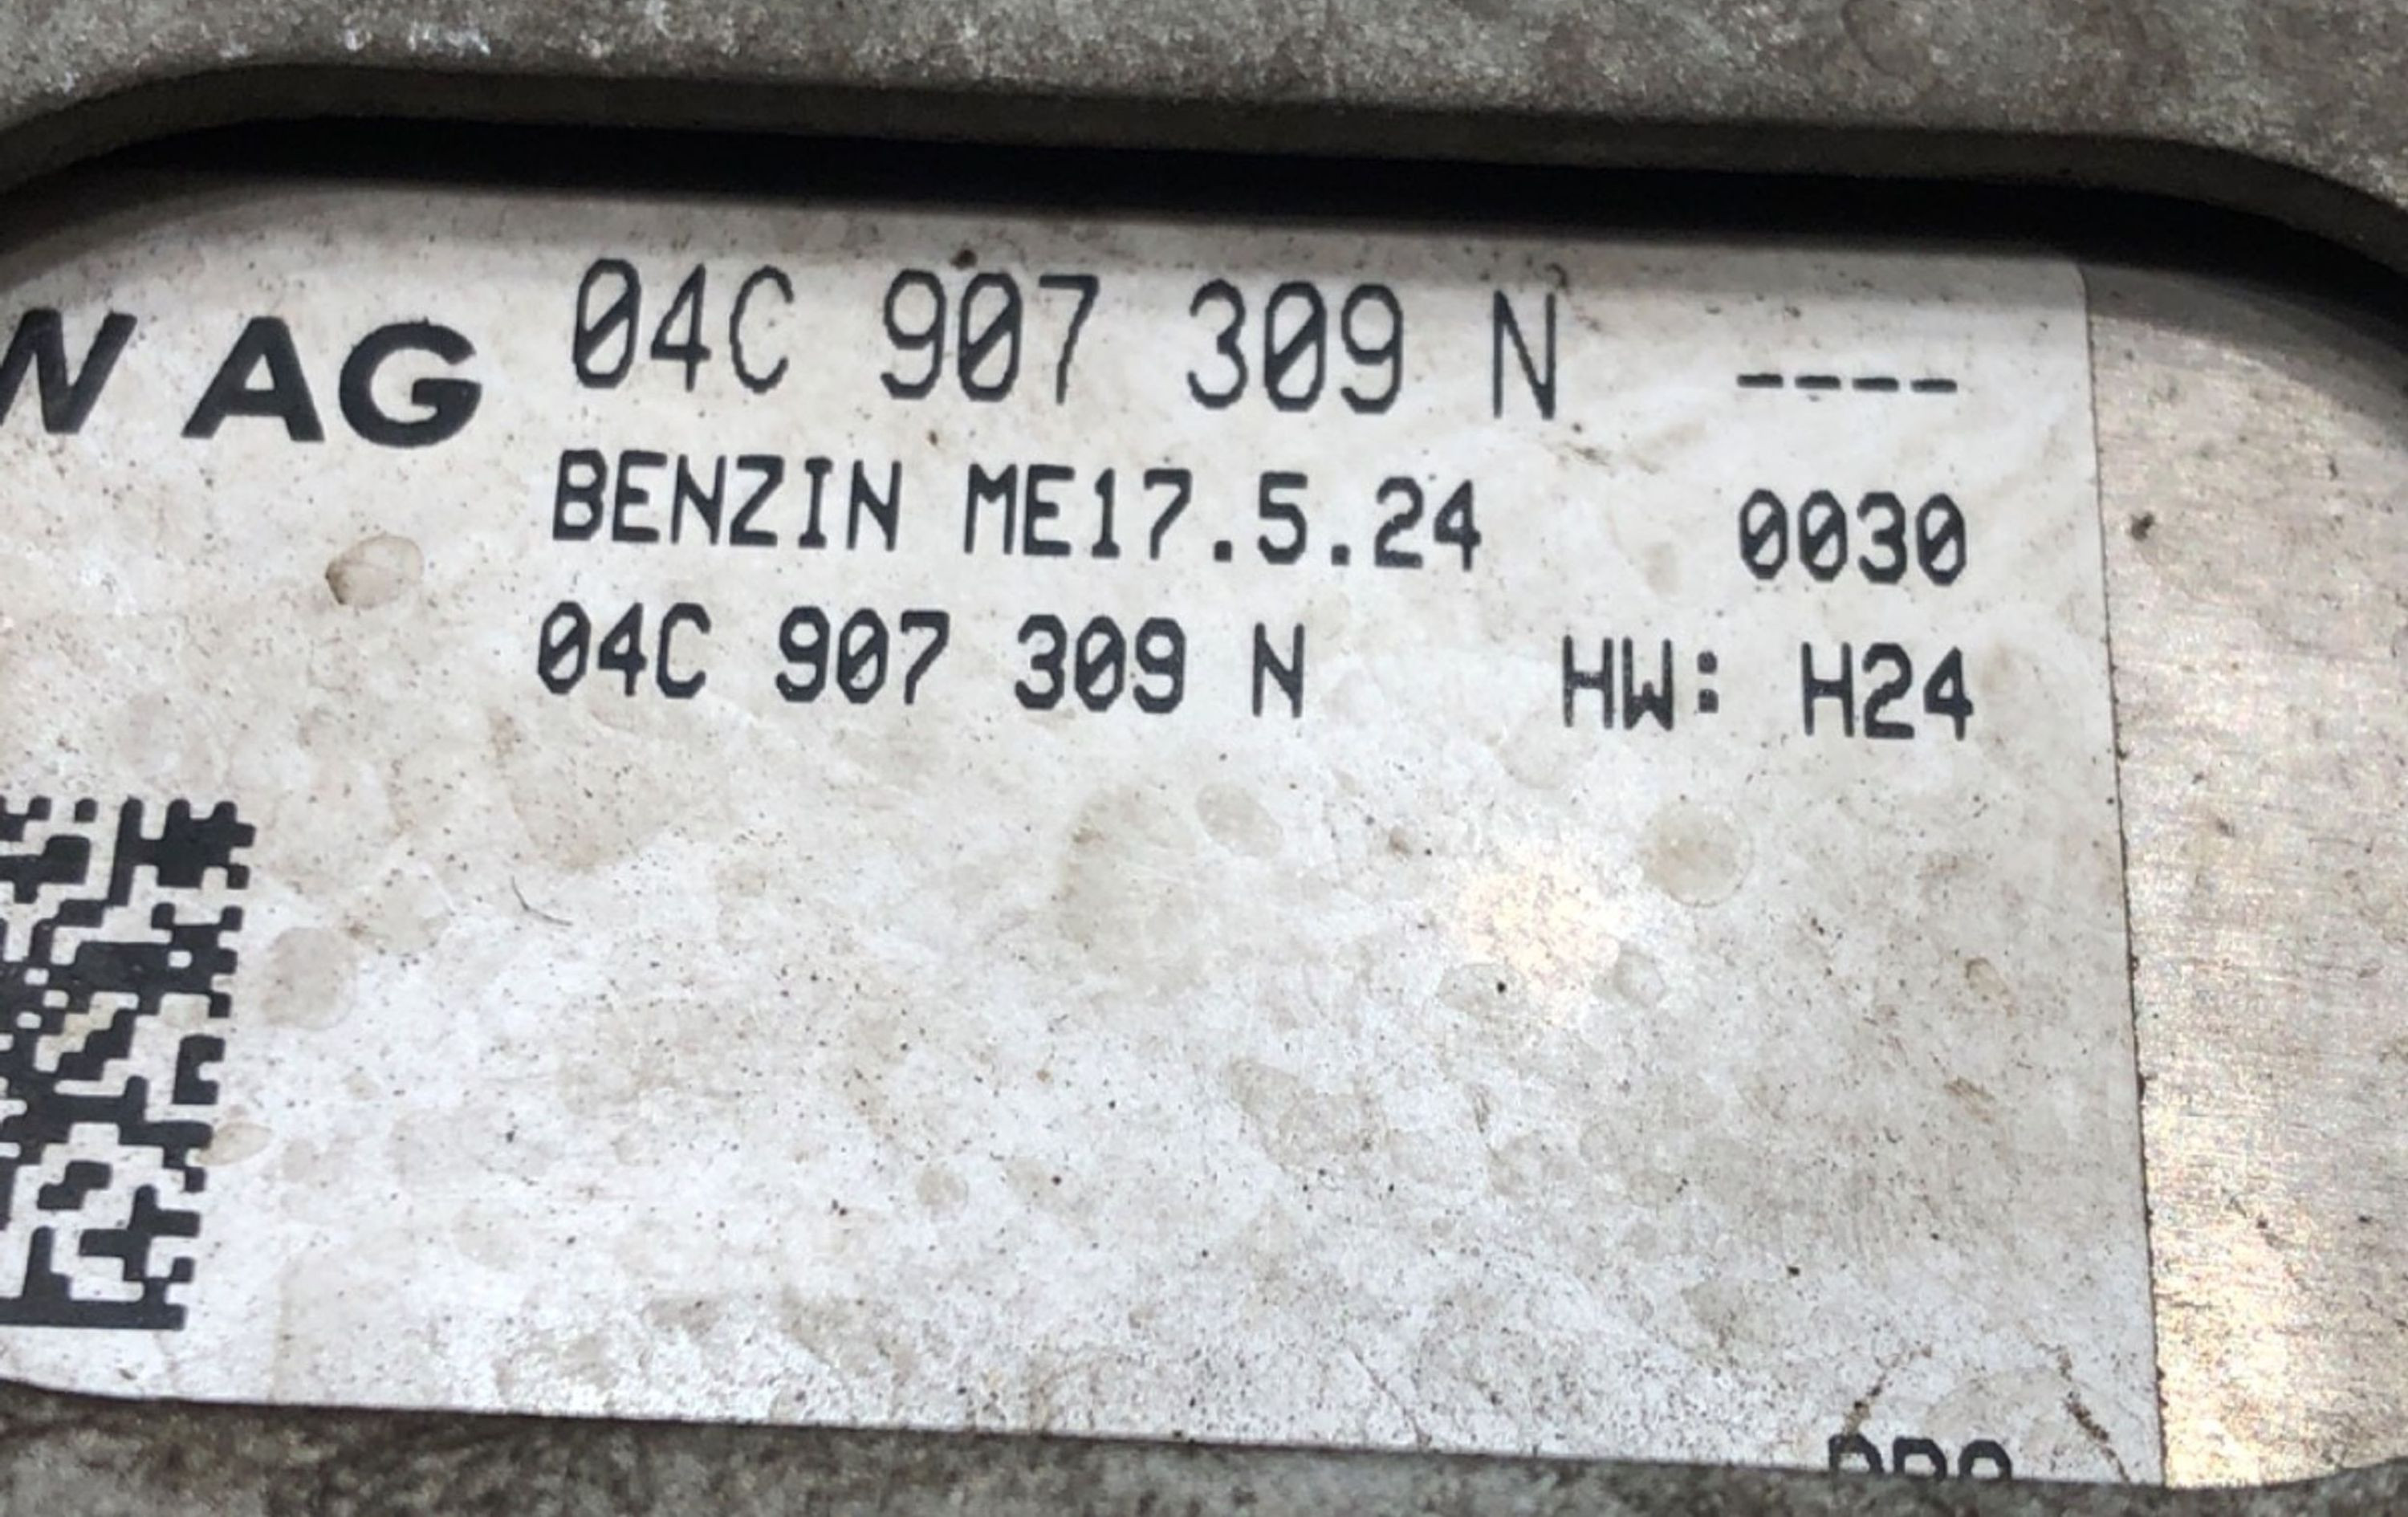 W AG 04C 907 309 N ----
BENZIN ME17.5.24 0030
04C 907 309 N HW: H24